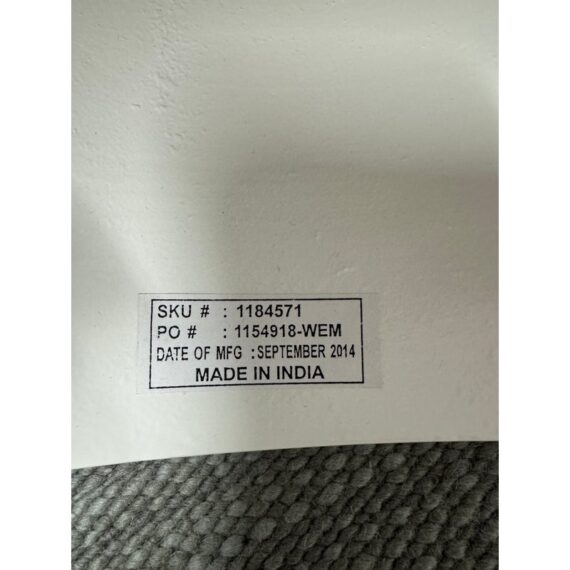 SKU # : 1184571
PO # : 1154918-WEM
DATE OF MFG : SEPTEMBER 2014
MADE IN INDIA